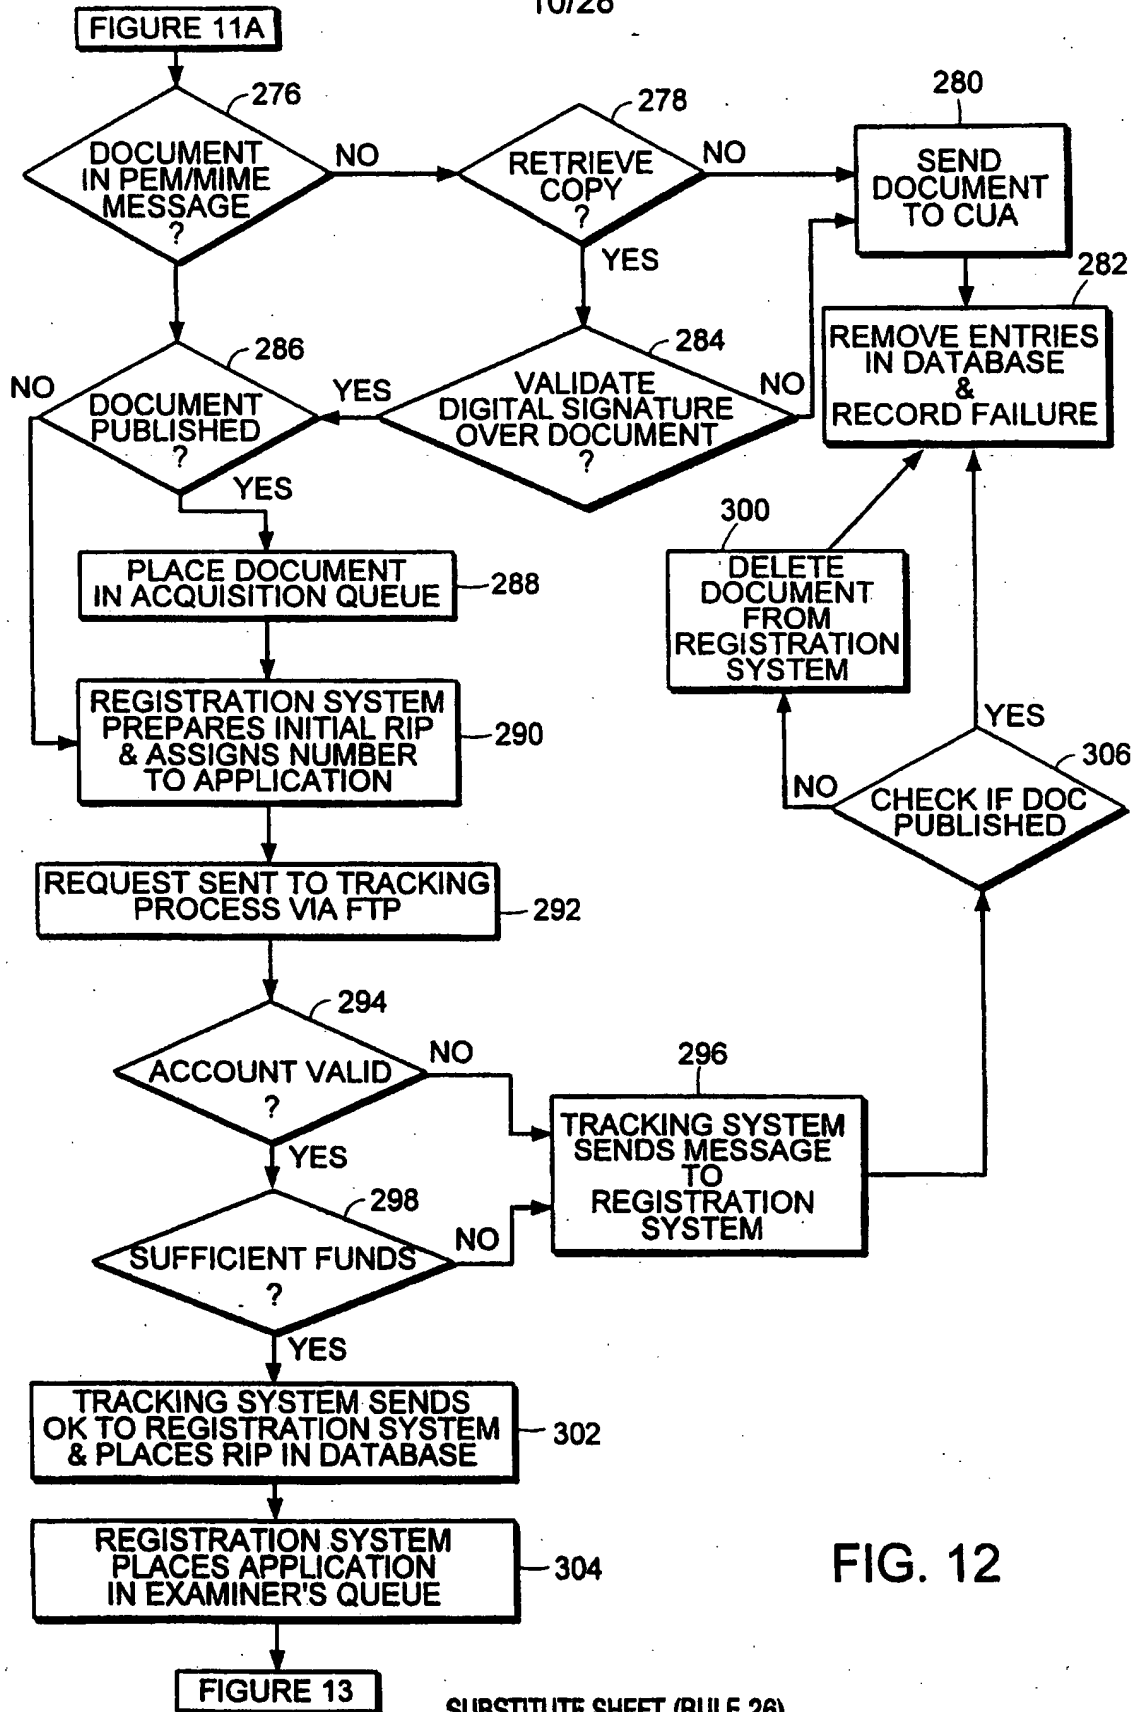 10/28
FIGURE 11A
276
DOCUMENT
IN PEM/MIME
MESSAGE
?
NO
278
RETRIEVE
COPY
?
NO
YES
280
SEND
DOCUMENT
TO CUA
282
REMOVE ENTRIES
IN DATABASE
&
RECORD FAILURE
286
NO
DOCUMENT
PUBLISHED
?
YES
YES
284
VALIDATE
DIGITAL SIGNATURE
OVER DOCUMENT
?
NO
PLACE DOCUMENT
IN ACQUISITION QUEUE
288
300
DELETE
DOCUMENT
FROM
REGISTRATION
SYSTEM
REGISTRATION SYSTEM
PREPARES INITIAL RIP
& ASSIGNS NUMBER
TO APPLICATION
290
YES
306
NO
CHECK IF DOC
PUBLISHED
REQUEST SENT TO TRACKING
PROCESS VIA FTP
292
294
ACCOUNT VALID
?
NO
YES
296
TRACKING SYSTEM
SENDS MESSAGE
TO
REGISTRATION
SYSTEM
298
SUFFICIENT FUNDS
?
NO
YES
TRACKING SYSTEM SENDS
OK TO REGISTRATION SYSTEM
& PLACES RIP IN DATABASE
302
REGISTRATION SYSTEM
PLACES APPLICATION
IN EXAMINER'S QUEUE
304
FIG. 12
FIGURE 13
SUBSTITUTE SHEET (RULE 26)